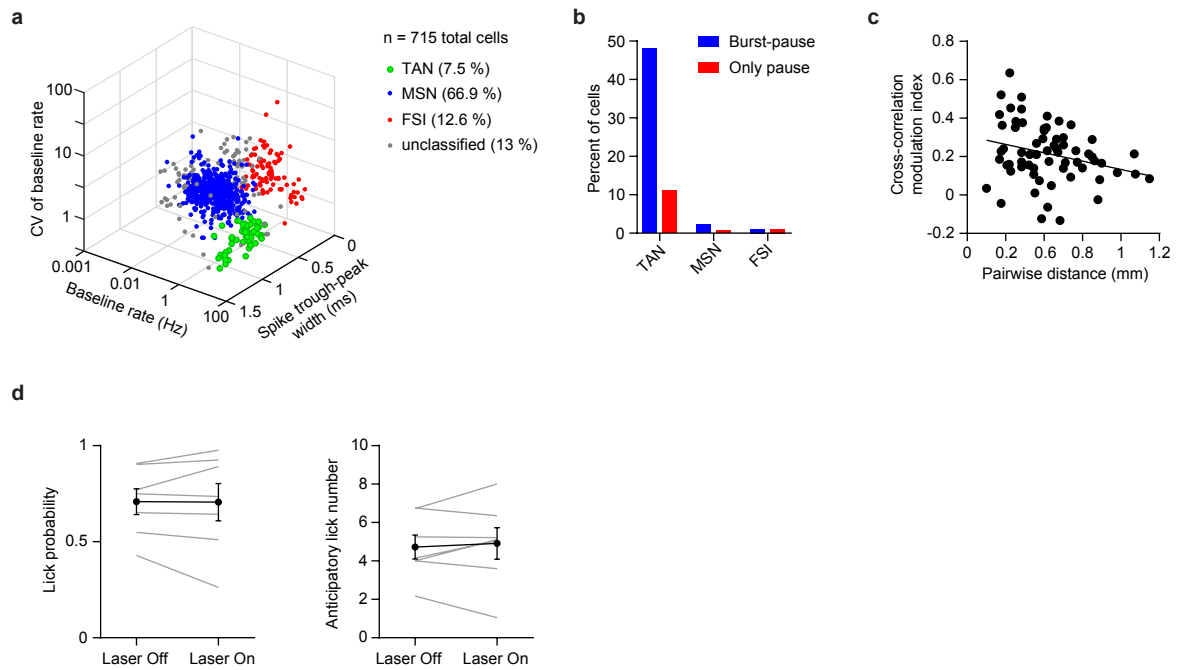 a
n = 715 total cells
TAN (7.5 %)
MSN (66.9 %)
FSI (12.6 %)
unclassified (13 %)
CV of baseline rate
100
10
1
0.001
0.01
1
100
Baseline rate (Hz)
1.5
1
0.5
0
Spike trough-peak
width (ms)
b
Burst-pause
Only pause
Percent of cells
50
40
30
20
10
0
TAN
MSN
FSI
c
Cross-correlation
modulation index
0.8
0.6
0.4
0.2
0
-0.2
0
0.2
0.6
0.6
0.8
1
1.2
Pairwise distance (mm)
d
Lick probability
1
0.5
0
Laser Off
Laser On
Anticipatory lick number
10
8
6
4
2
0
Laser Off
Laser On